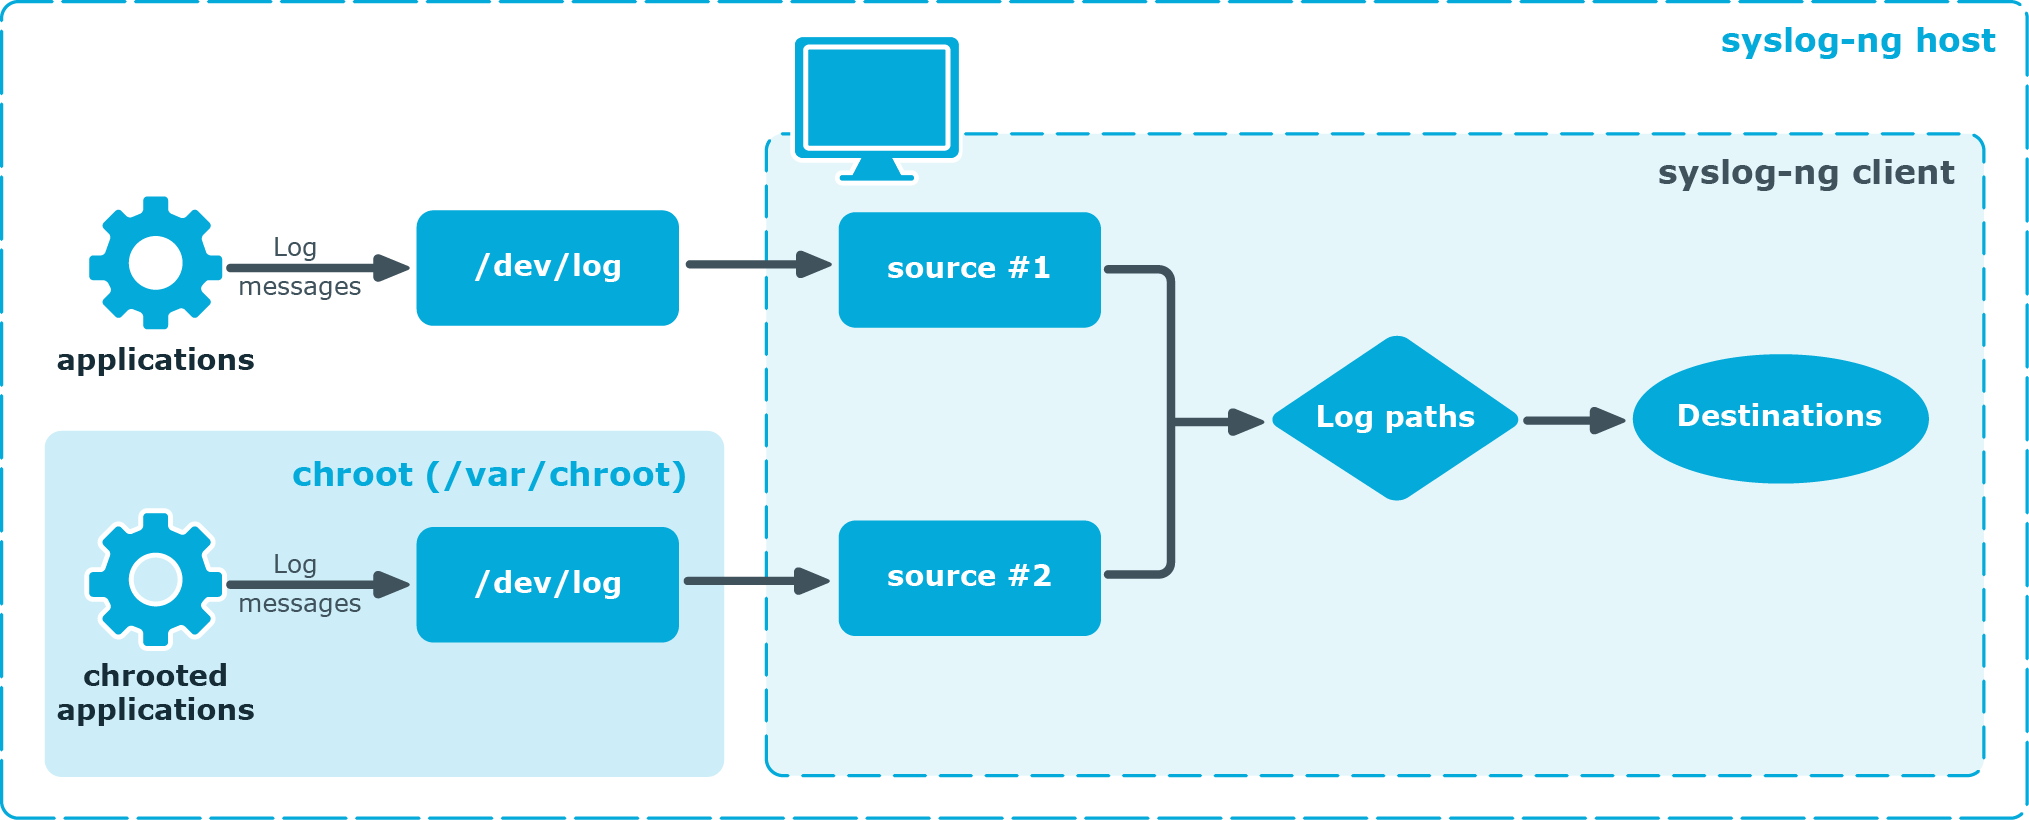 syslog-ng host
syslog-ng client
Log
messages
/dev/log
source #1
applications
Log paths
Destinations
chroot (/var/chroot)
Log
messages
/dev/log
source #2
chrooted
applications